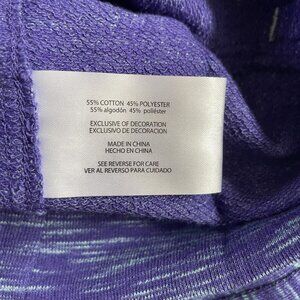 55% COTTON 45% POLYESTER
55% algodón 45% poliéster
EXCLUSIVE OF DECORATION
EXCLUSIVO DE DECORACION
MADE IN CHINA
HECHO EN CHINA
SEE REVERSE FOR CARE
VER AL REVERSO PARA CUIDADO